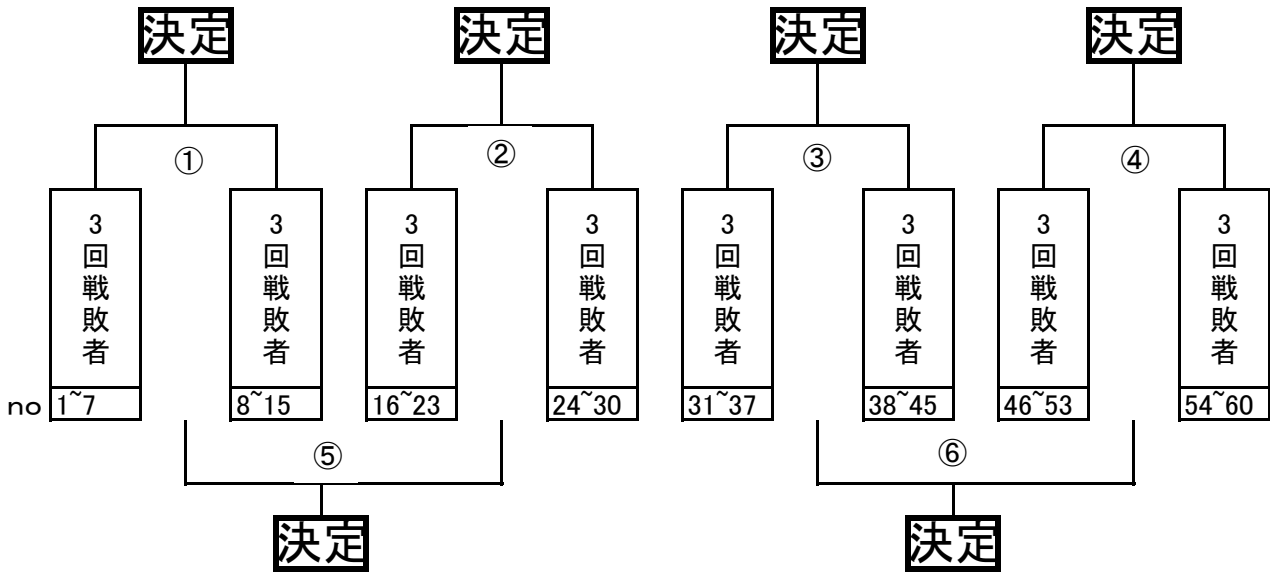 決定 決定 決定 決定
① ② ③ ④
3回戦敗者 3回戦敗者 3回戦敗者 3回戦敗者 3回戦敗者 3回戦敗者 3回戦敗者 3回戦敗者
no 1~7 8~15 16~23 24~30 31~37 38~45 46~53 54~60
⑤ ⑥
決定 決定